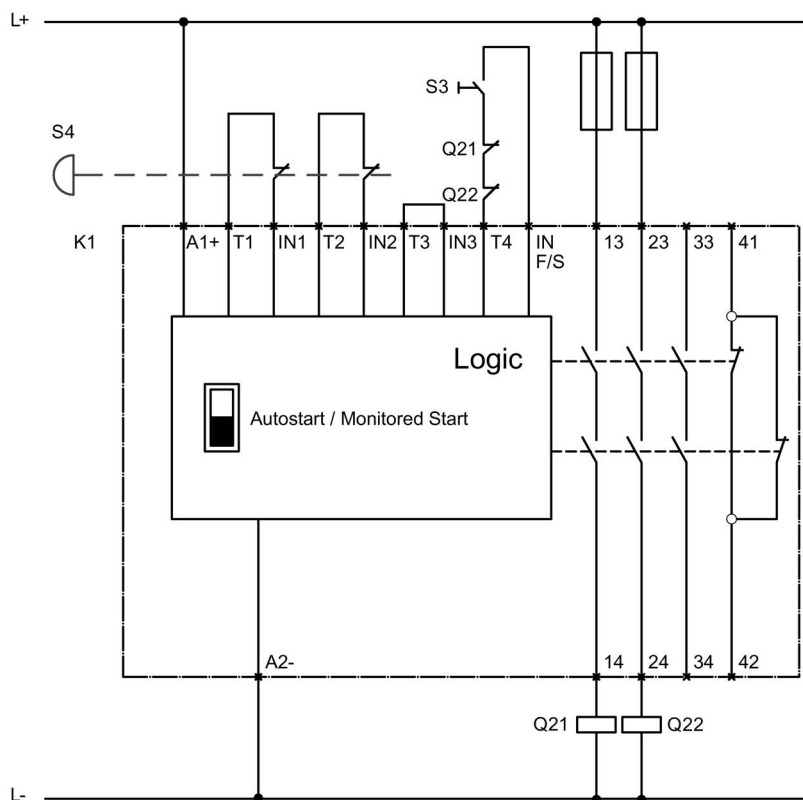 L+
S3
S4
Q21
Q22
K1
A1+ T1 IN1 T2 IN2 T3 IN3 T4 IN 13 23 33 41
F/S
Logic
Autostart / Monitored Start
A2- 14 24 34 42
Q21 Q22
L-